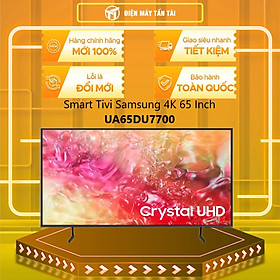 ĐIỆN MÁY TẤN TÀI
Hàng chính hãng
MỚI 100%
Giao siêu nhanh
TIẾT KIỆM
Lỗi là
ĐỔI MỚI
Bảo hành
TOÀN QUỐC
Smart Tivi Samsung 4K 65 Inch
UA65DU7700
Crystal UHD